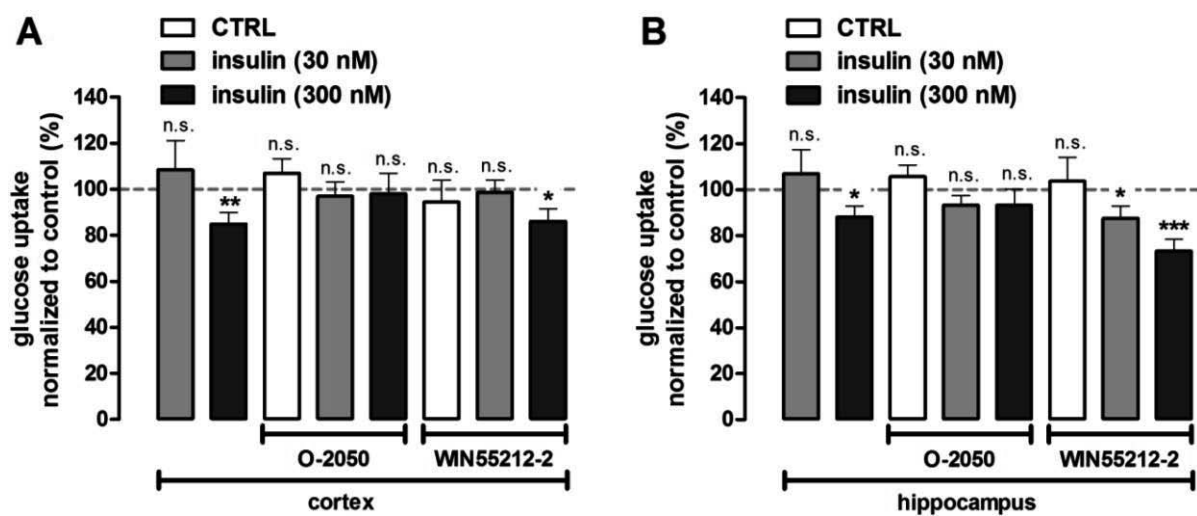 A
CTRL
insulin (30 nM)
insulin (300 nM)
glucose uptake
normalized to control (%)
140
120
100
80
60
40
20
0
n.s.
**
n.s.
n.s.
n.s.
n.s.
n.s.
*
O-2050
WIN55212-2
cortex
B
CTRL
insulin (30 nM)
insulin (300 nM)
glucose uptake
normalized to control (%)
140
120
100
80
60
40
20
0
n.s.
*
n.s.
n.s.
n.s.
n.s.
*
***
O-2050
WIN55212-2
hippocampus